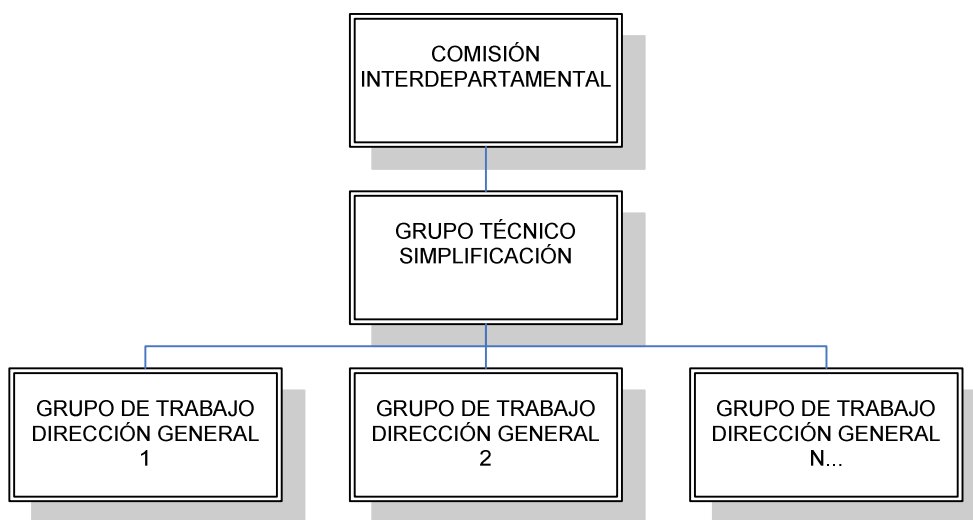 COMISIÓN
INTERDEPARTAMENTAL
GRUPO TÉCNICO
SIMPLIFICACIÓN
GRUPO DE TRABAJO
DIRECCIÓN GENERAL
1
GRUPO DE TRABAJO
DIRECCIÓN GENERAL
2
GRUPO DE TRABAJO
DIRECCIÓN GENERAL
N...